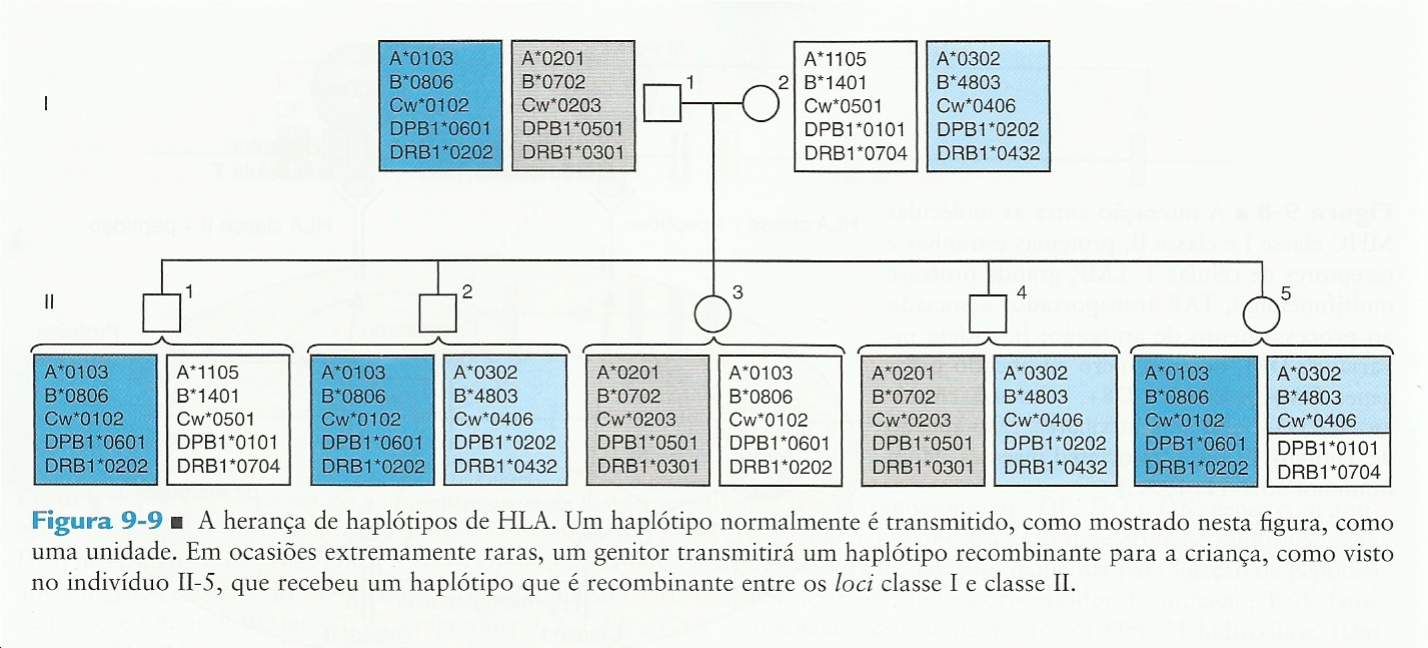 I
A*0103
B*0806
Cw*0102
DPB1*0601
DRB1*0202
A*0201
B*0702
Cw*0203
DPB1*0501
DRB1*0301
1
2
A*1105
B*1401
Cw*0501
DPB1*0101
DRB1*0704
A*0302
B*4803
Cw*0406
DPB1*0202
DRB1*0432
II
1
2
3
4
5
A*0103
B*0806
Cw*0102
DPB1*0601
DRB1*0202
A*1105
B*1401
Cw*0501
DPB1*0101
DRB1*0704
A*0103
B*0806
Cw*0102
DPB1*0601
DRB1*0202
A*0302
B*4803
Cw*0406
DPB1*0202
DRB1*0432
A*0201
B*0702
Cw*0203
DPB1*0501
DRB1*0301
A*0103
B*0806
Cw*0102
DPB1*0601
DRB1*0202
A*0201
B*0702
Cw*0203
DPB1*0501
DRB1*0301
A*0302
B*4803
Cw*0406
DPB1*0202
DRB1*0432
A*0103
B*0806
Cw*0102
DPB1*0601
DRB1*0202
A*0302
B*4803
Cw*0406
DPB1*0101
DRB1*0704
Figura 9-9 ■ A herança de haplótipos de HLA. Um haplótipo normalmente é transmitido, como mostrado nesta figura, como
uma unidade. Em ocasiões extremamente raras, um genitor transmitirá um haplótipo recombinante para a criança, como visto
no indivíduo II-5, que recebeu um haplótipo que é recombinante entre os loci classe I e classe II.